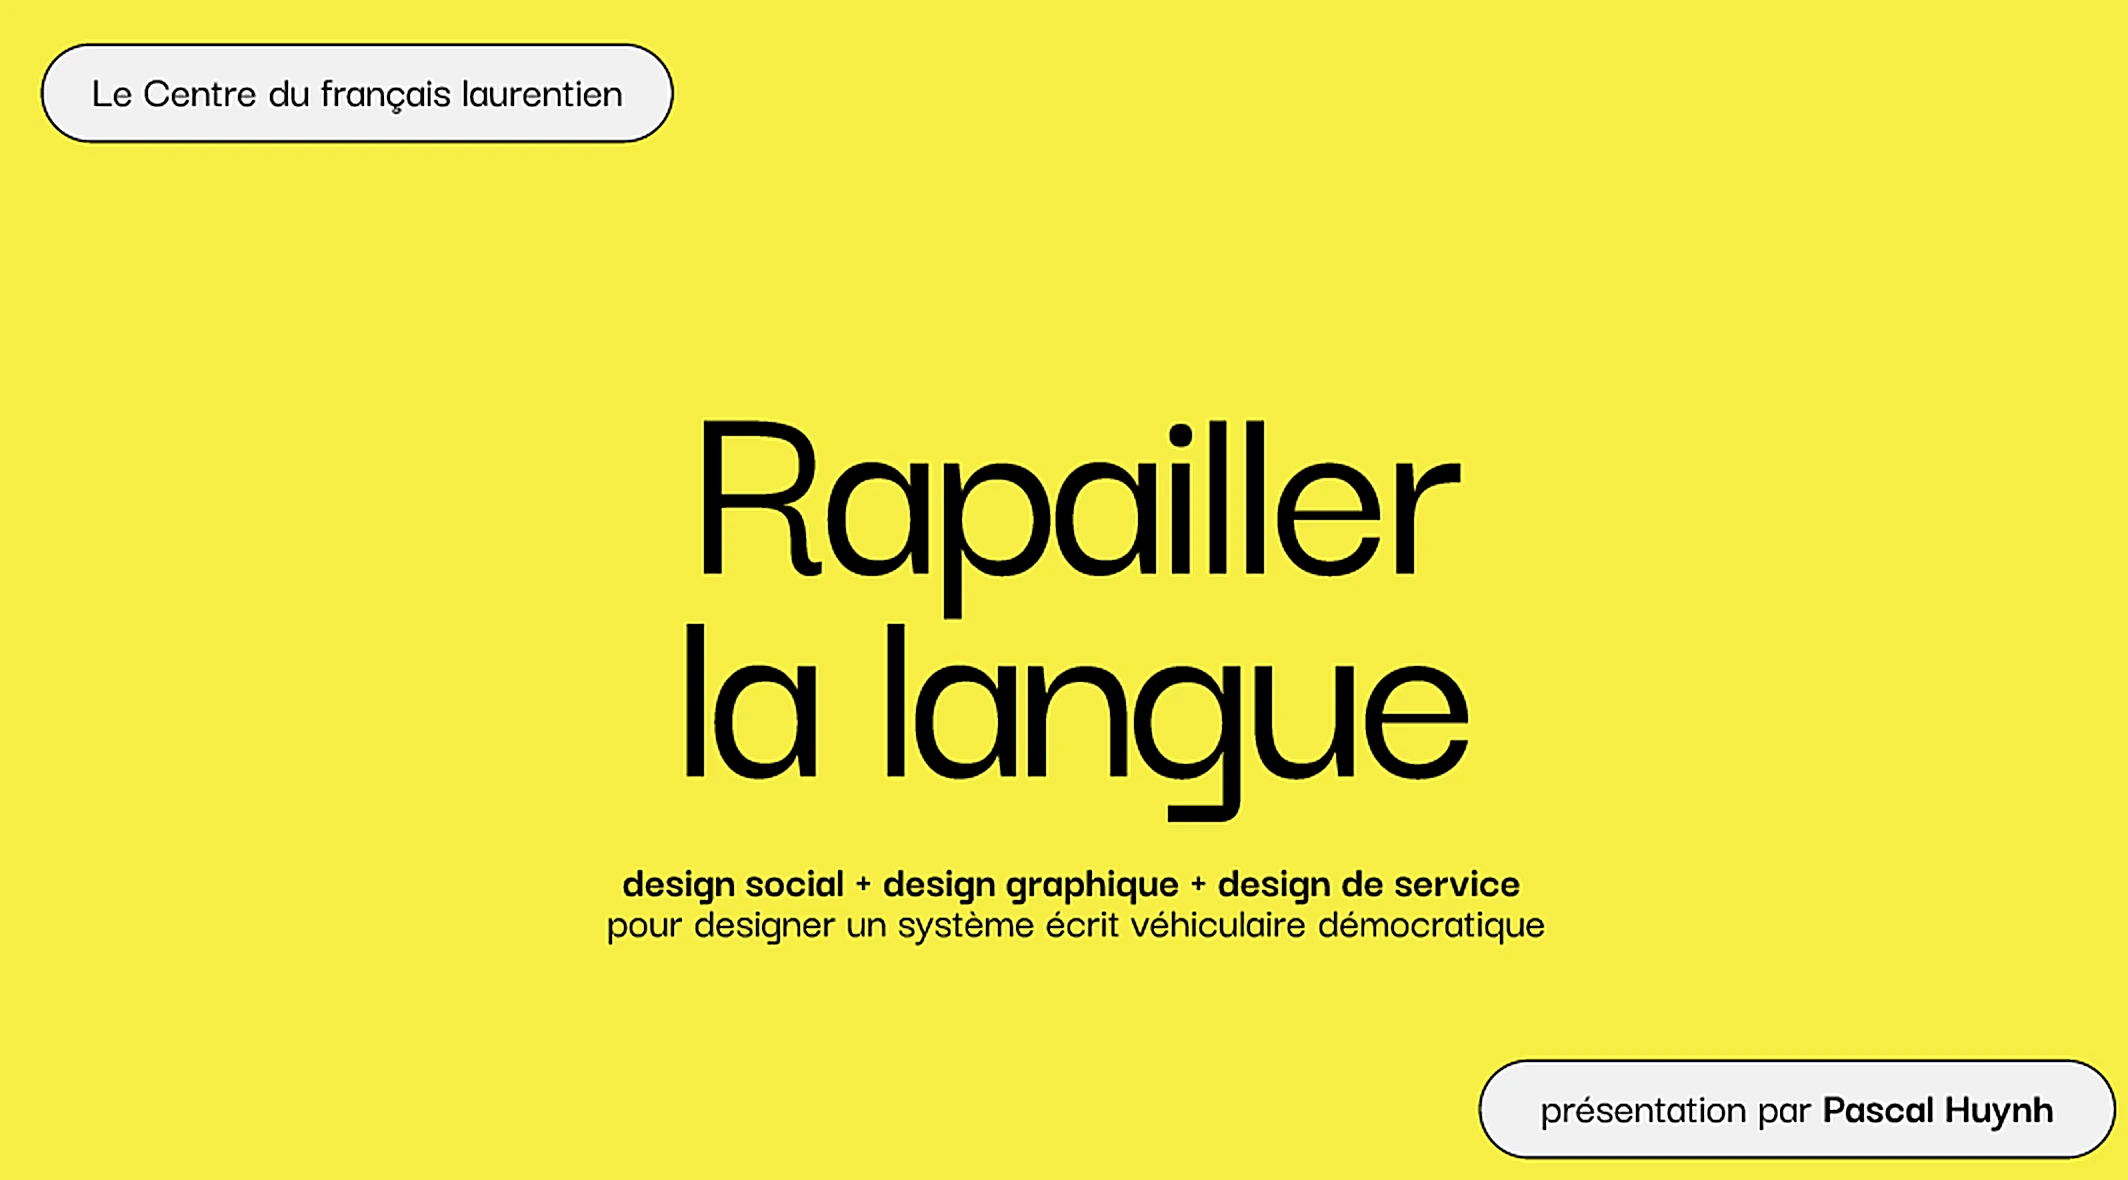 Le Centre du français laurentien
Rapailler
la langue
design social + design graphique + design de service
pour designer un système écrit véhiculaire démocratique
présentation par Pascal Huynh